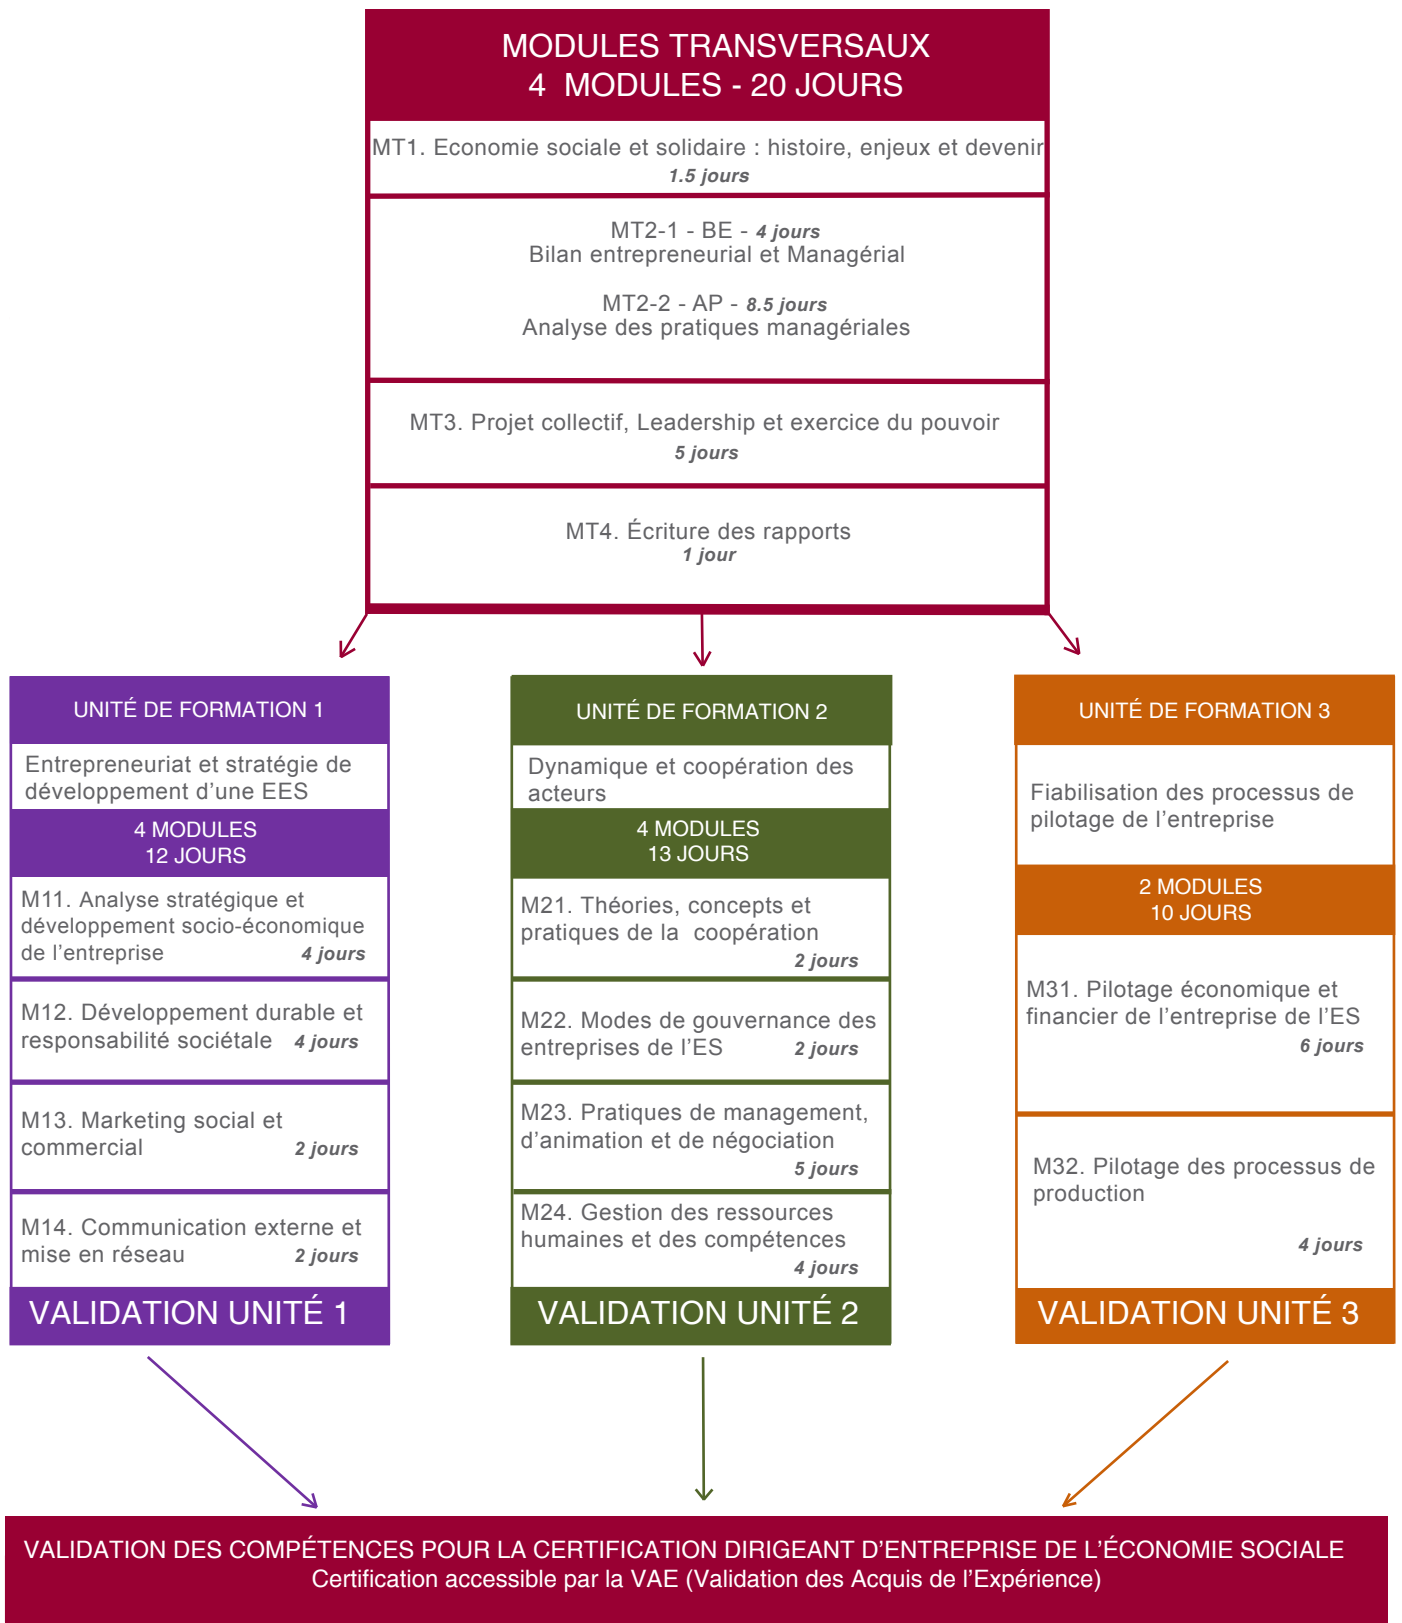 MODULES TRANSVERSAUX
4 MODULES - 20 JOURS
MT1. Economie sociale et solidaire : histoire, enjeux et devenir
1.5 jours
MT2-1 - BE - 4 jours
Bilan entrepreneurial et Managérial
MT2-2 - AP - 8.5 jours
Analyse des pratiques managériales
MT3. Projet collectif, Leadership et exercice du pouvoir
5 jours
MT4. Écriture des rapports
1 jour
UNITÉ DE FORMATION 1
Entrepreneuriat et stratégie de
développement d’une EES
4 MODULES
12 JOURS
M11. Analyse stratégique et
développement socio-économique
de l’entreprise 4 jours
M12. Développement durable et
responsabilité sociétale 4 jours
M13. Marketing social et
commercial 2 jours
M14. Communication externe et
mise en réseau 2 jours
VALIDATION UNITÉ 1
UNITÉ DE FORMATION 2
Dynamique et coopération des
acteurs
4 MODULES
13 JOURS
M21. Théories, concepts et
pratiques de la coopération
2 jours
M22. Modes de gouvernance des
entreprises de l’ES 2 jours
M23. Pratiques de management,
d’animation et de négociation
5 jours
M24. Gestion des ressources
humaines et des compétences
4 jours
VALIDATION UNITÉ 2
UNITÉ DE FORMATION 3
Fiabilisation des processus de
pilotage de l’entreprise
2 MODULES
10 JOURS
M31. Pilotage économique et
financier de l’entreprise de l’ES
6 jours
M32. Pilotage des processus de
production
4 jours
VALIDATION UNITÉ 3
VALIDATION DES COMPÉTENCES POUR LA CERTIFICATION DIRIGEANT D’ENTREPRISE DE L’ÉCONOMIE SOCIALE
Certification accessible par la VAE (Validation des Acquis de l’Expérience)